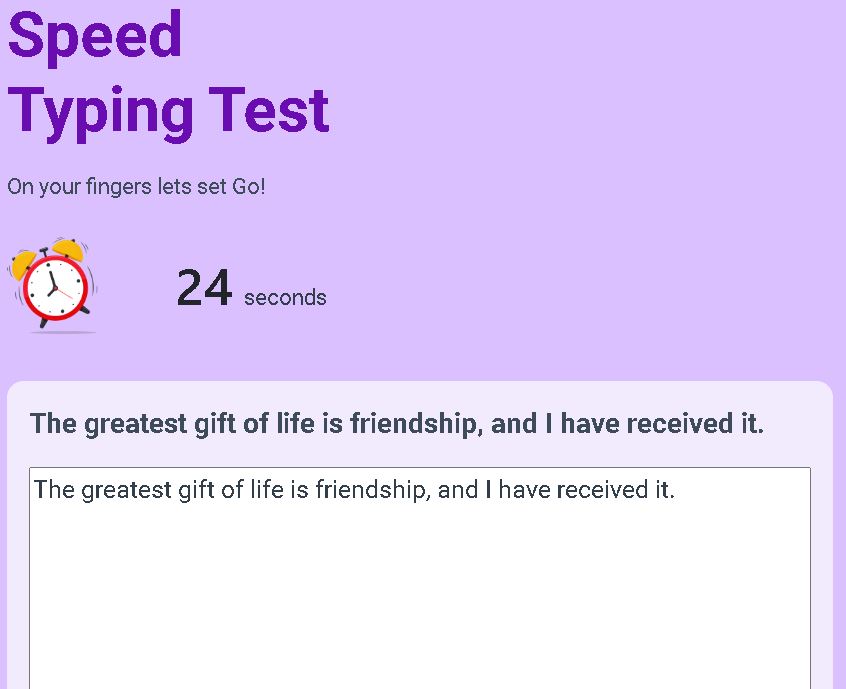 Speed
Typing Test
On your fingers lets set Go!
24 seconds
The greatest gift of life is friendship, and I have received it.
The greatest gift of life is friendship, and I have received it.